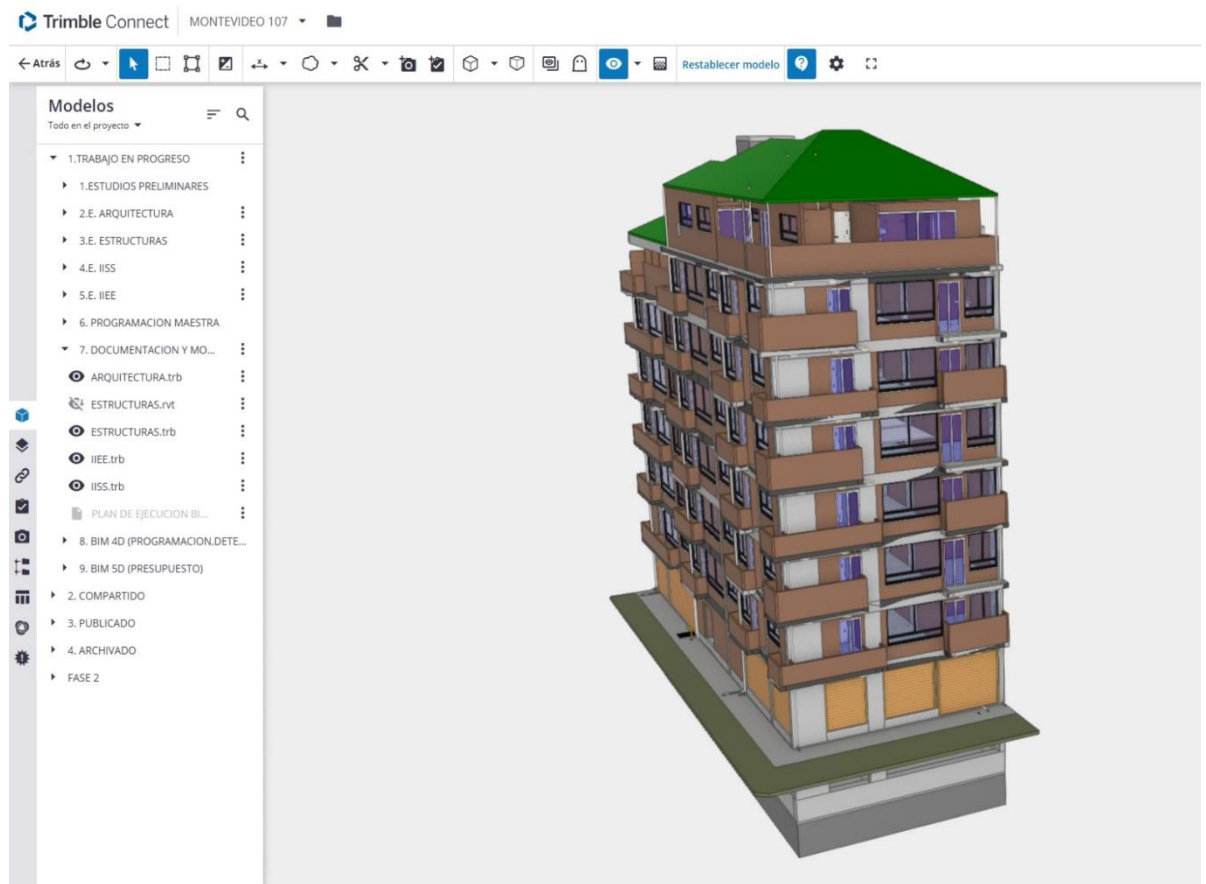 Trimble Connect MONTEVIDEO 107
Atrás
Restablecer modelo
Modelos
Todo en el proyecto
1.TRABAJO EN PROGRESO
1.ESTUDIOS PRELIMINARES
2.E. ARQUITECTURA
3.E. ESTRUCTURAS
4.E. IISS
5.E. IIEE
6. PROGRAMACION MAESTRA
7. DOCUMENTACION Y MO...
ARQUITECTURA.trb
ESTRUCTURAS.rvt
ESTRUCTURAS.trb
IIEE.trb
IISS.trb
PLAN DE EJECUCION BI...
8. BIM 4D (PROGRAMACION,DETE...
9. BIM 5D (PRESUPUESTO)
2. COMPARTIDO
3. PUBLICADO
4. ARCHIVADO
FASE 2